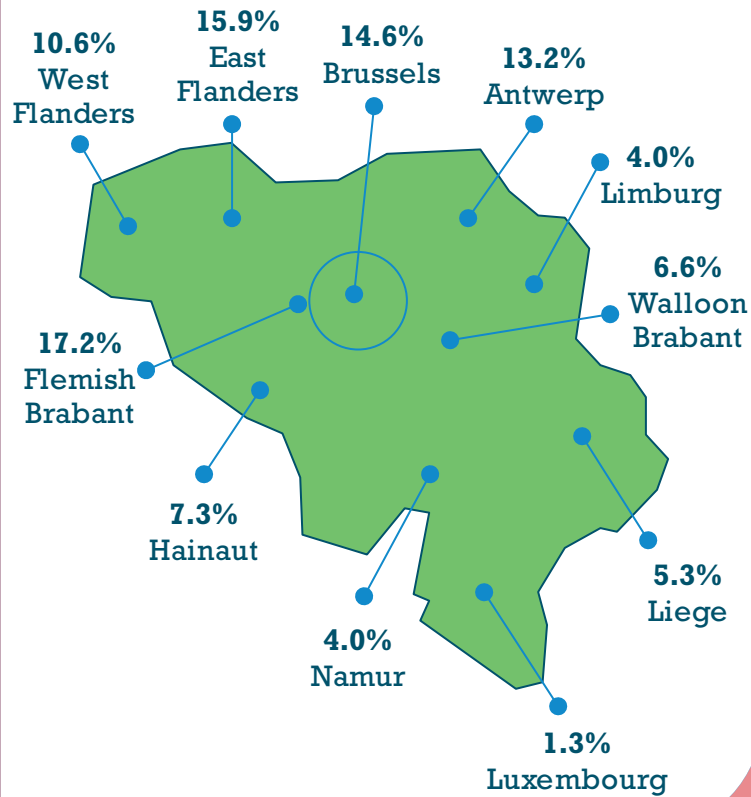 10.6%
West
Flanders
15.9%
East
Flanders
14.6%
Brussels
13.2%
Antwerp
4.0%
Limburg
6.6%
Walloon
Brabant
17.2%
Flemish
Brabant
7.3%
Hainaut
5.3%
Liege
4.0%
Namur
1.3%
Luxembourg